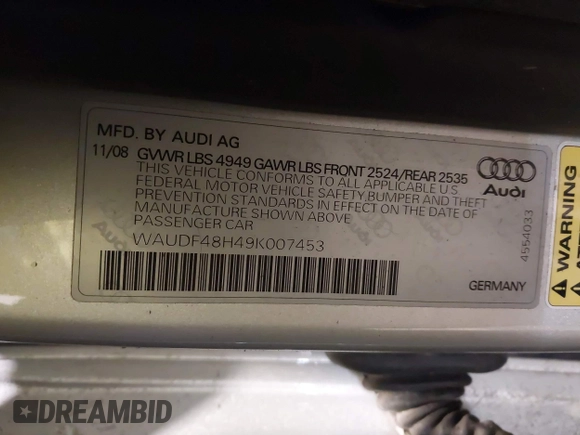 MFD. BY AUDI AG
11/08 GVWR LBS 4949 GAWR LBS FRONT 2524/REAR 2535
THIS VEHICLE CONFORMS TO ALL APPLICABLE U S
FEDERAL MOTOR VEHICLE SAFETY,BUMPER AND THEFT
PREVENTION STANDARDS IN EFFECT ON THE DATE OF
MANUFACTURE SHOWN ABOVE
PASSENGER CAR
WAUDF48H49K007453
Audi
4554033
GERMANY
WARNING
DREAMBID